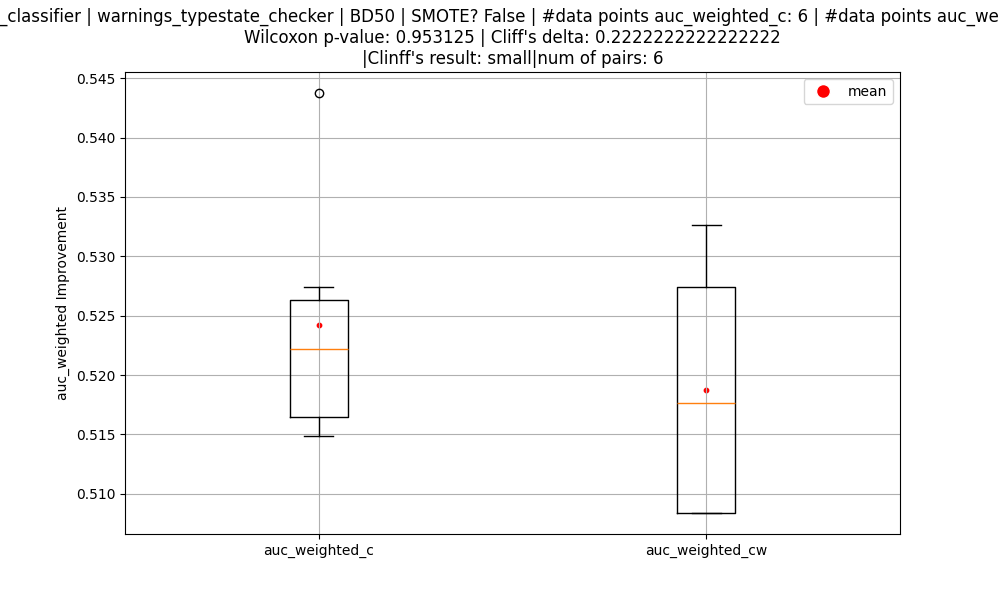 _classifier | warnings_typestate_checker | BD50 | SMOTE? False | #data points auc_weighted_c: 6 | #data points auc_we
Wilcoxon p-value: 0.953125 | Cliff's delta: 0.2222222222222222
|Clinff's result: small|num of pairs: 6
0.545
mean
0.540
0.535
0.530
0.525
0.520
0.515
0.510
auc_weighted Improvement
auc_weighted_c
auc_weighted_cw